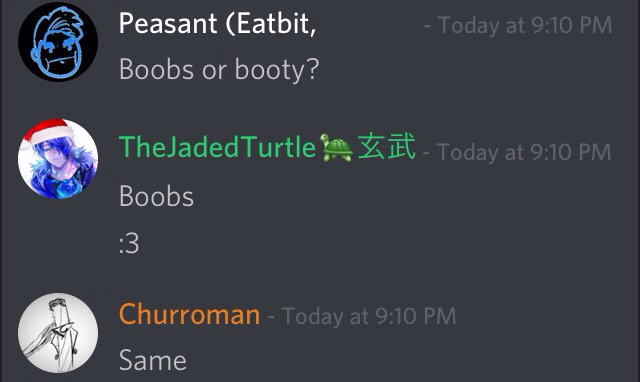 Peasant (Eatbit, - Today at 9:10 PM
Boobs or booty?
TheJadedTurtle🐢玄武 - Today at 9:10 PM
Boobs
:3
Churroman - Today at 9:10 PM
Same